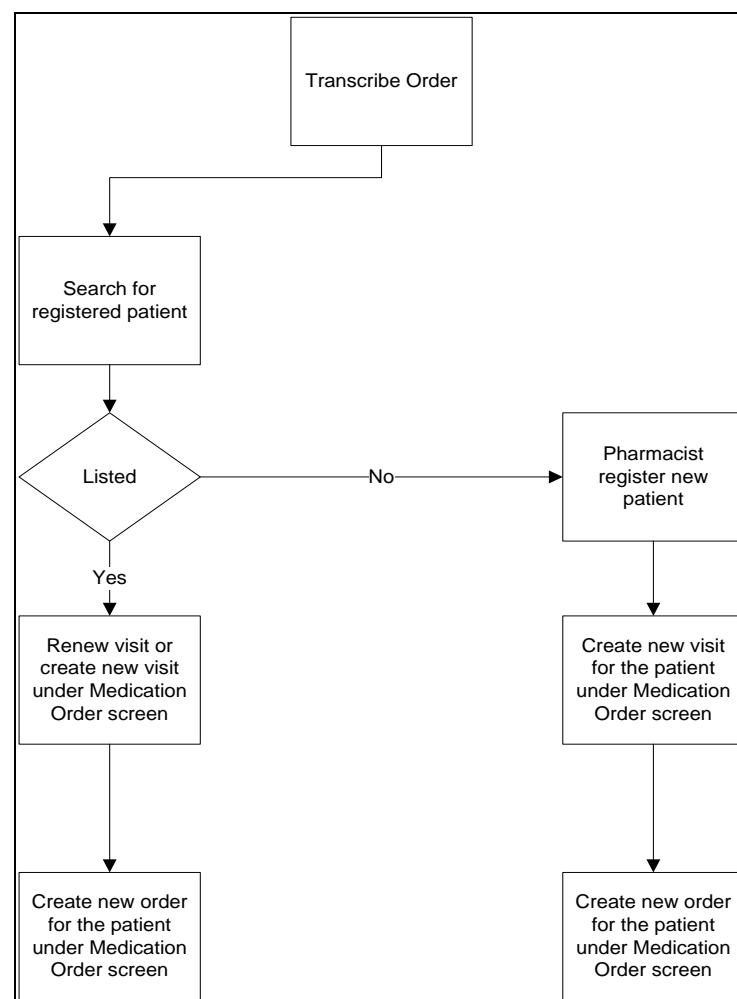 Transcribe Order
Search for
registered patient
Listed
No
Pharmacist
register new
patient
Yes
Renew visit or
create new visit
under Medication
Order screen
Create new visit
for the patient
under Medication
Order screen
Create new order
for the patient
under Medication
Order screen
Create new order
for the patient
under Medication
Order screen